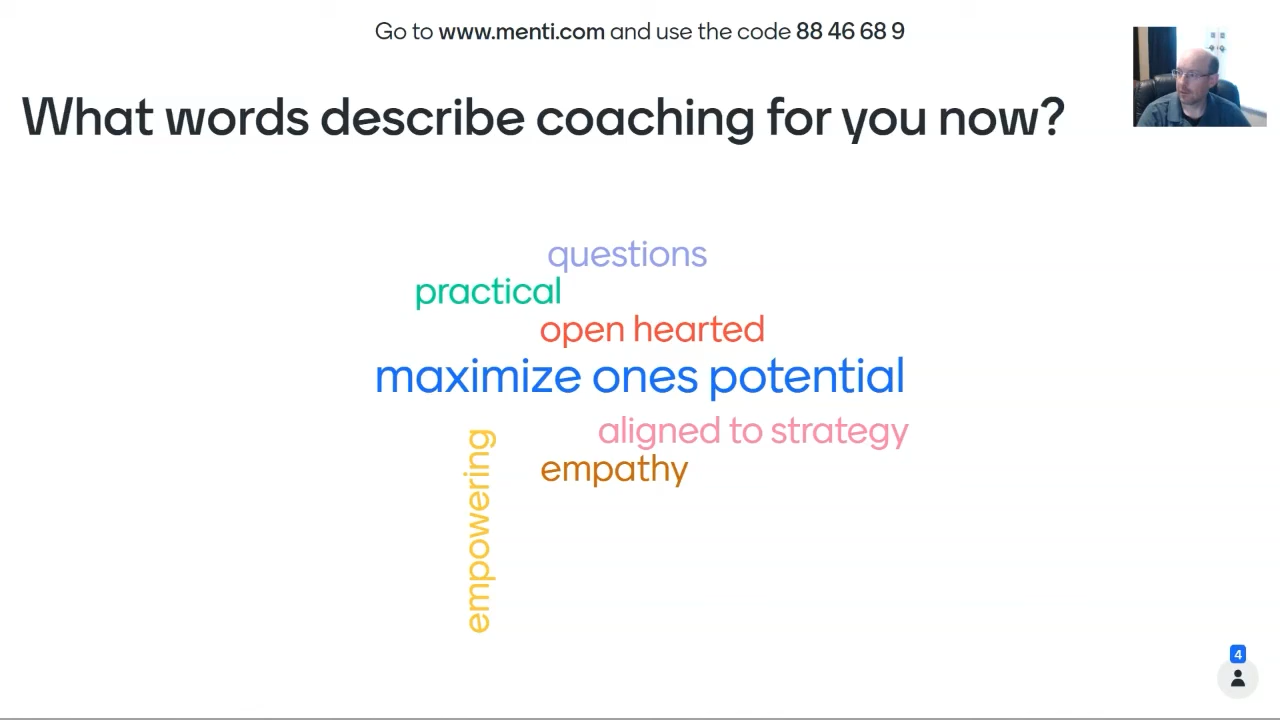 Go to www.menti.com and use the code 88 46 68 9
What words describe coaching for you now?
questions
practical
open hearted
maximize ones potential
aligned to strategy
empathy
empowering
4